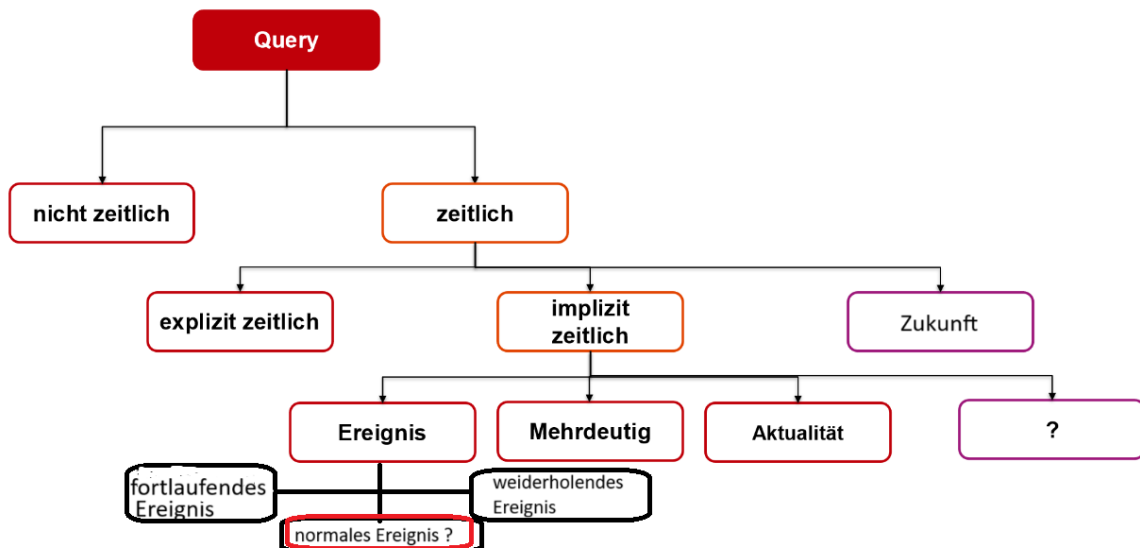 Query
nicht zeitlich
zeitlich
explizit zeitlich
implizit
zeitlich
Zukunft
Ereignis
Mehrdeutig
Aktualität
?
fortlaufendes
Ereignis
weiderholendes
Ereignis
normales Ereignis ?